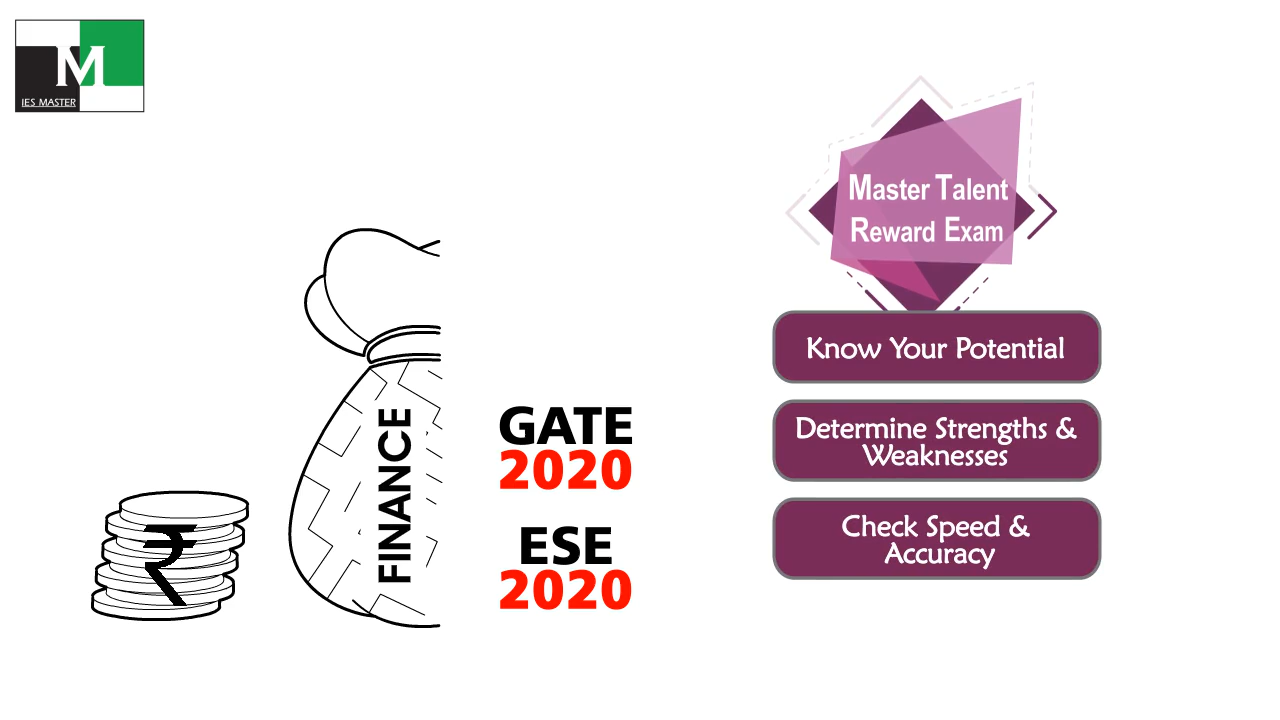 M
IES MASTER
Master Talent
Reward Exam
Know Your Potential
Determine Strengths &
Weaknesses
Check Speed &
Accuracy
FINANCE
GATE
2020
ESE
2020
₹